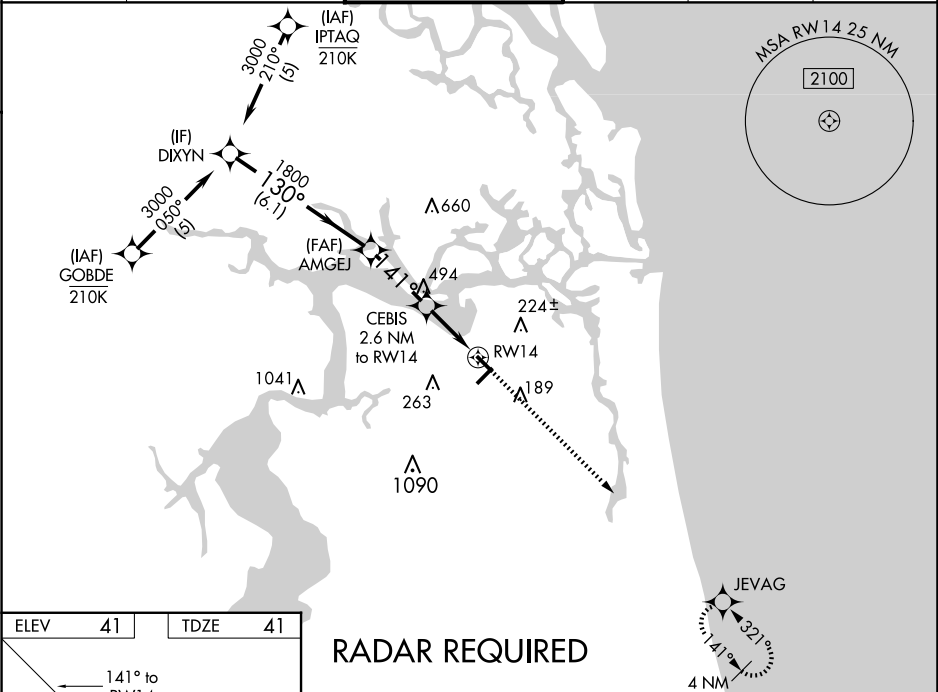 (IAF)
IPTAQ
210K
3000
210°
(5)
MSA RW14 25 NM
2100
(IF)
DIXYN
1800
130°
(6.1)
3000
050°
(5)
660
(IAF)
GOBDE
210K
(FAF)
AMGEJ
141°
494
CEBIS
2.6 NM
to RW14
224±
RW14
1041
263
189
1090
JEVAG
321°
141°
4 NM
ELEV 41
TDZE 41
RADAR REQUIRED
141° to
RW14